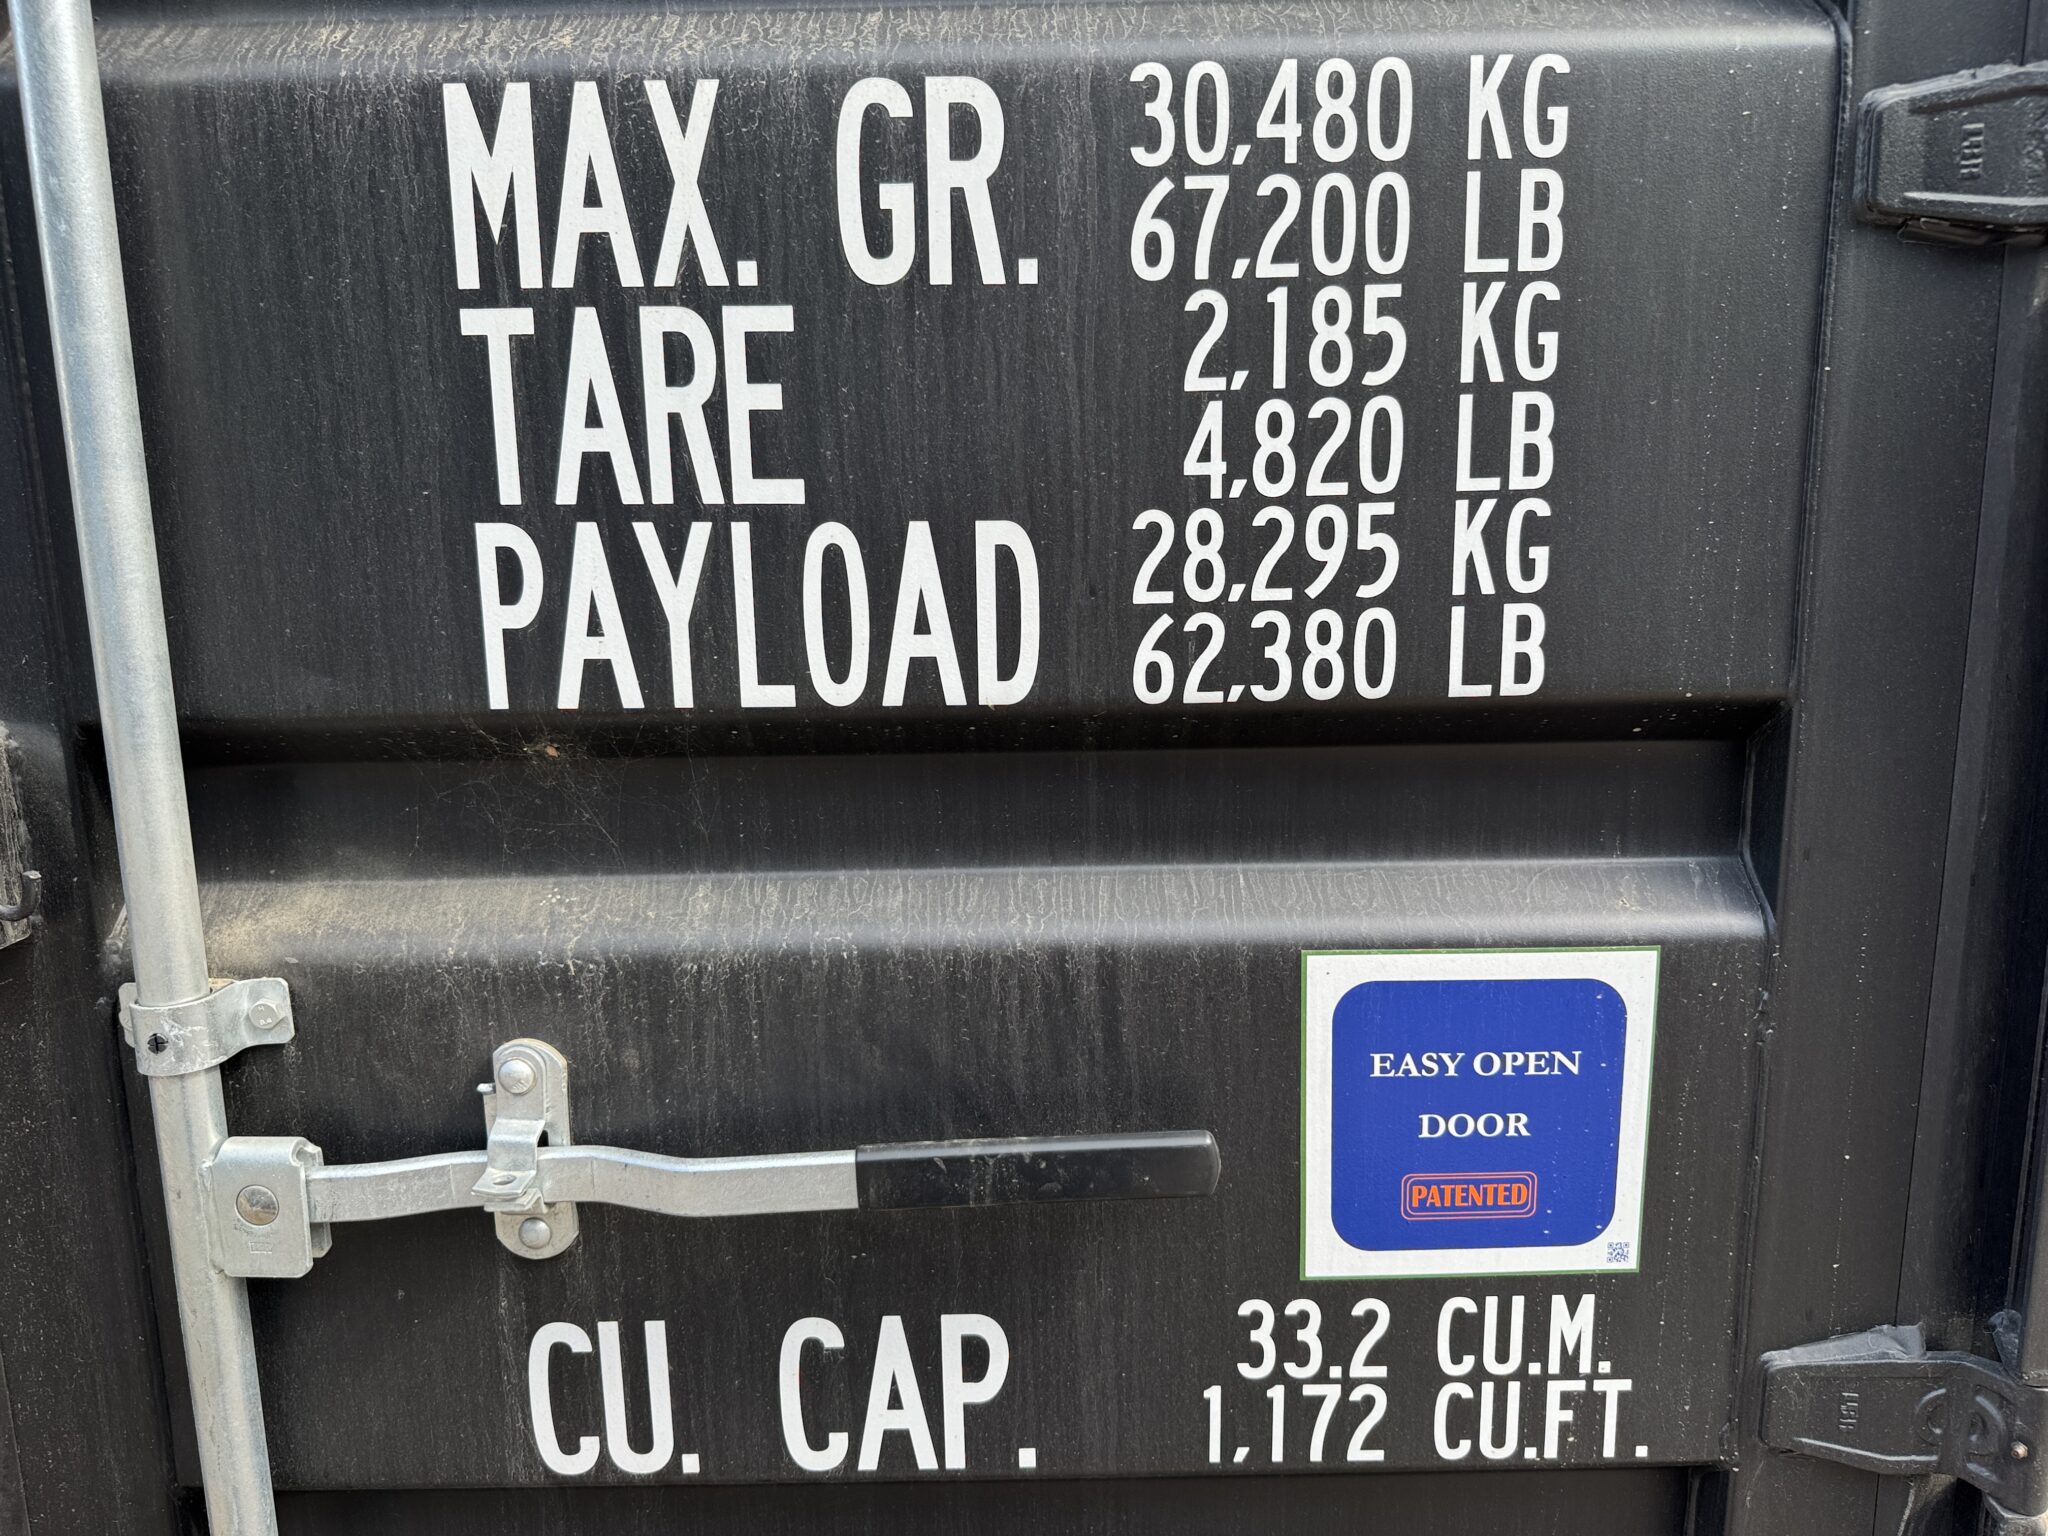 MAX. GR. 30,480 KG
67,200 LB
TARE 2,185 KG
4,820 LB
PAYLOAD 28,295 KG
62,380 LB
EASY OPEN
DOOR
PATENTED
CU. CAP. 33.2 CU.M.
1,172 CU.FT.